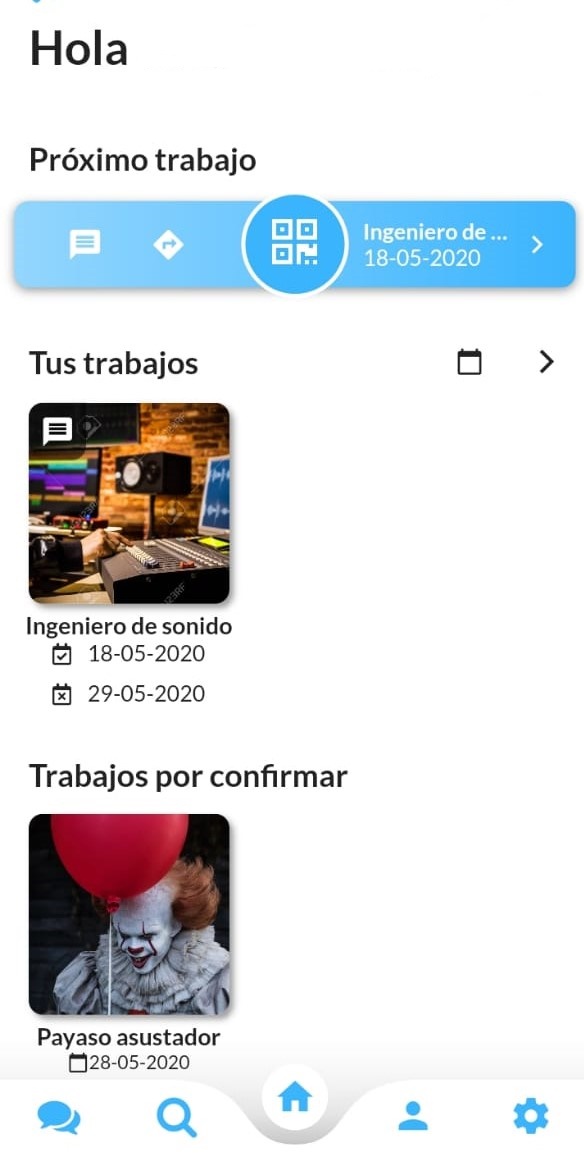 Hola
Próximo trabajo
Ingeniero de ...
18-05-2020
Tus trabajos
123RF
Ingeniero de sonido
18-05-2020
29-05-2020
Trabajos por confirmar
Payaso asustador
28-05-2020